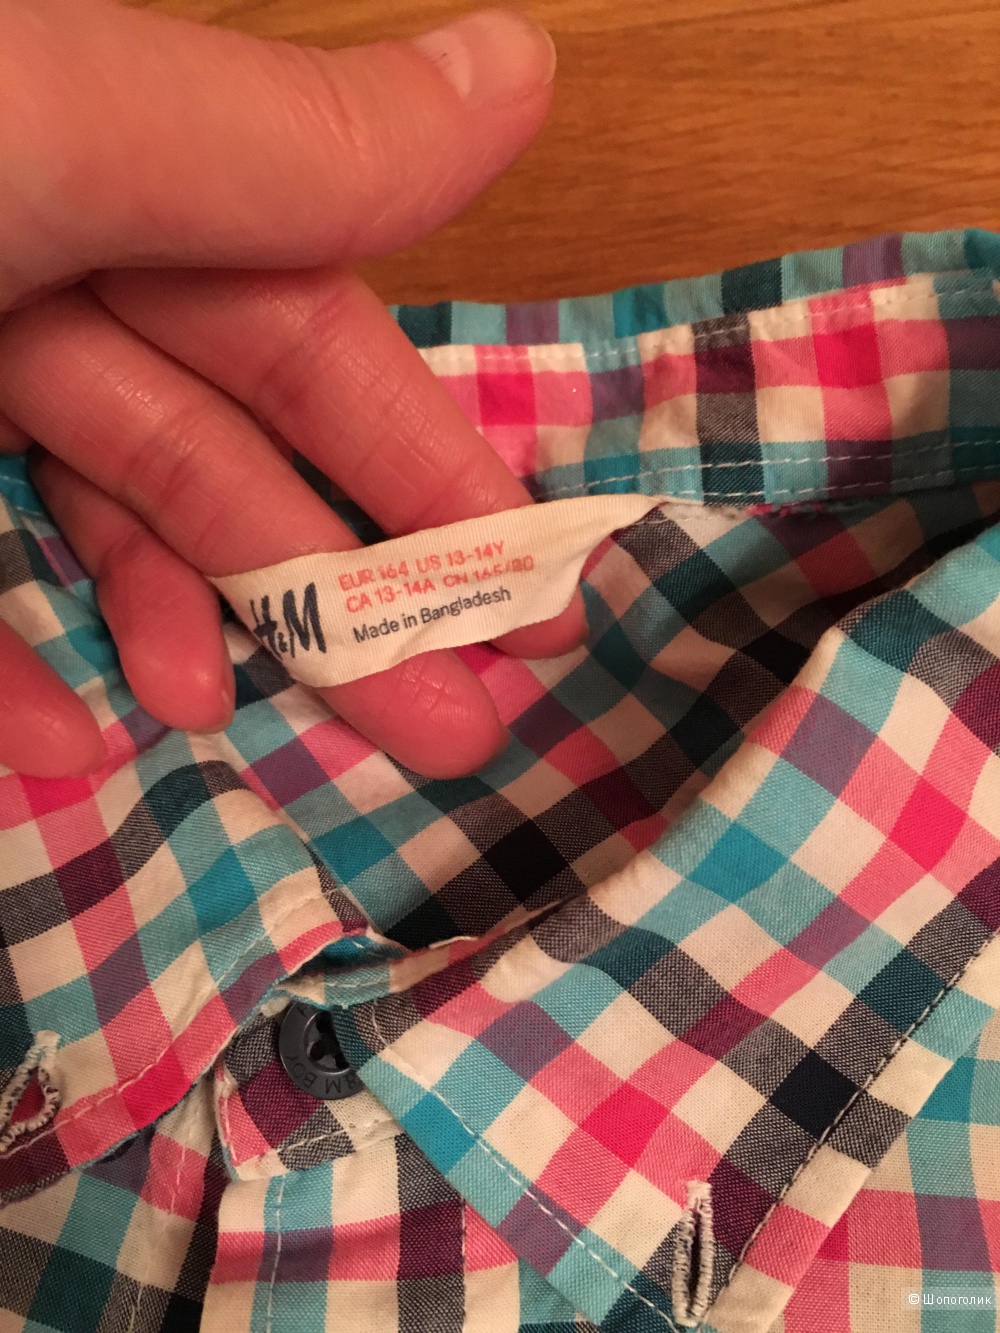 H&M
EUR 164 US 13-14Y
CA 13-14A CN 165/80
Made in Bangladesh
H&M
© Шопоголик